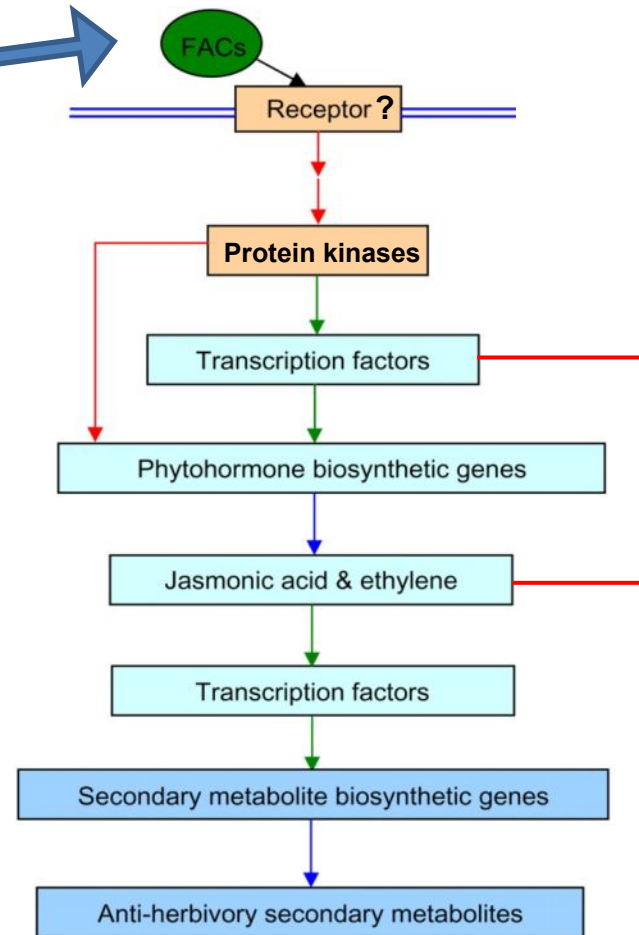 FACs
Receptor ?
Protein kinases
Transcription factors
Phytohormone biosynthetic genes
Jasmonic acid & ethylene
Transcription factors
Secondary metabolite biosynthetic genes
Anti-herbivory secondary metabolites